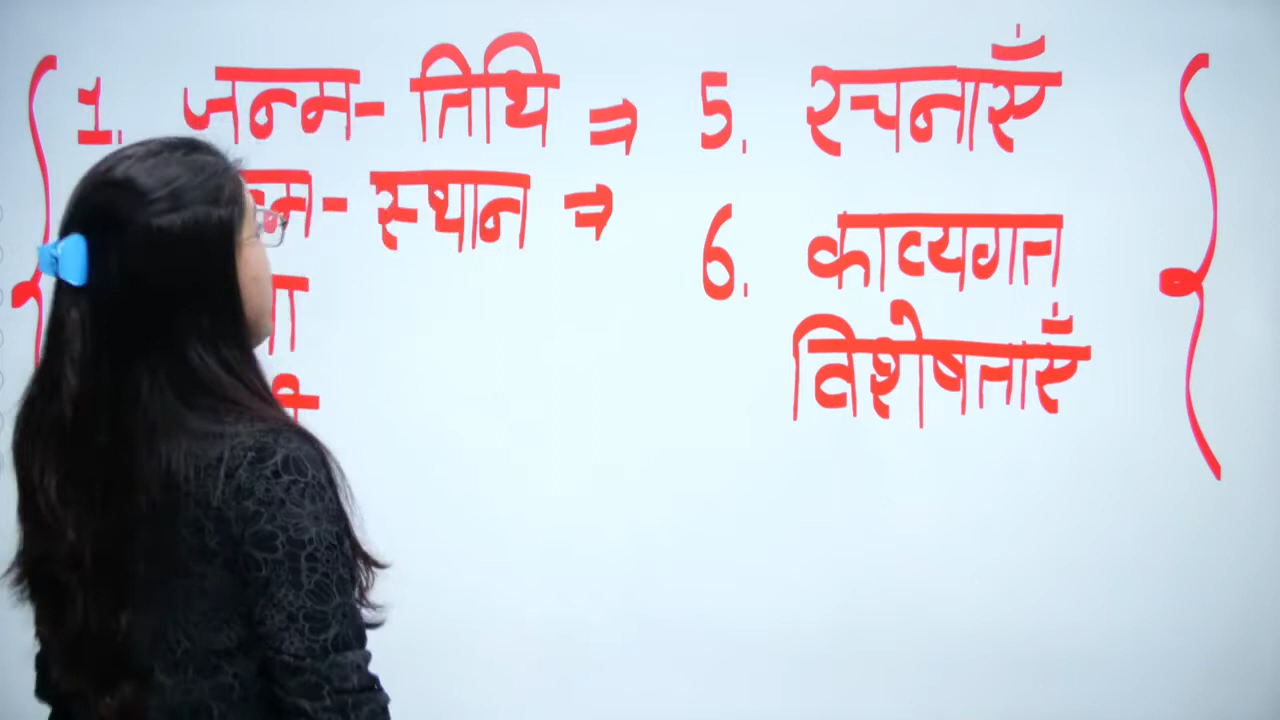 1. जन्म- तिथि ⇒
स्थान ⇒
5. रचनाएँ
6. काव्यगत
विशेषताएँ